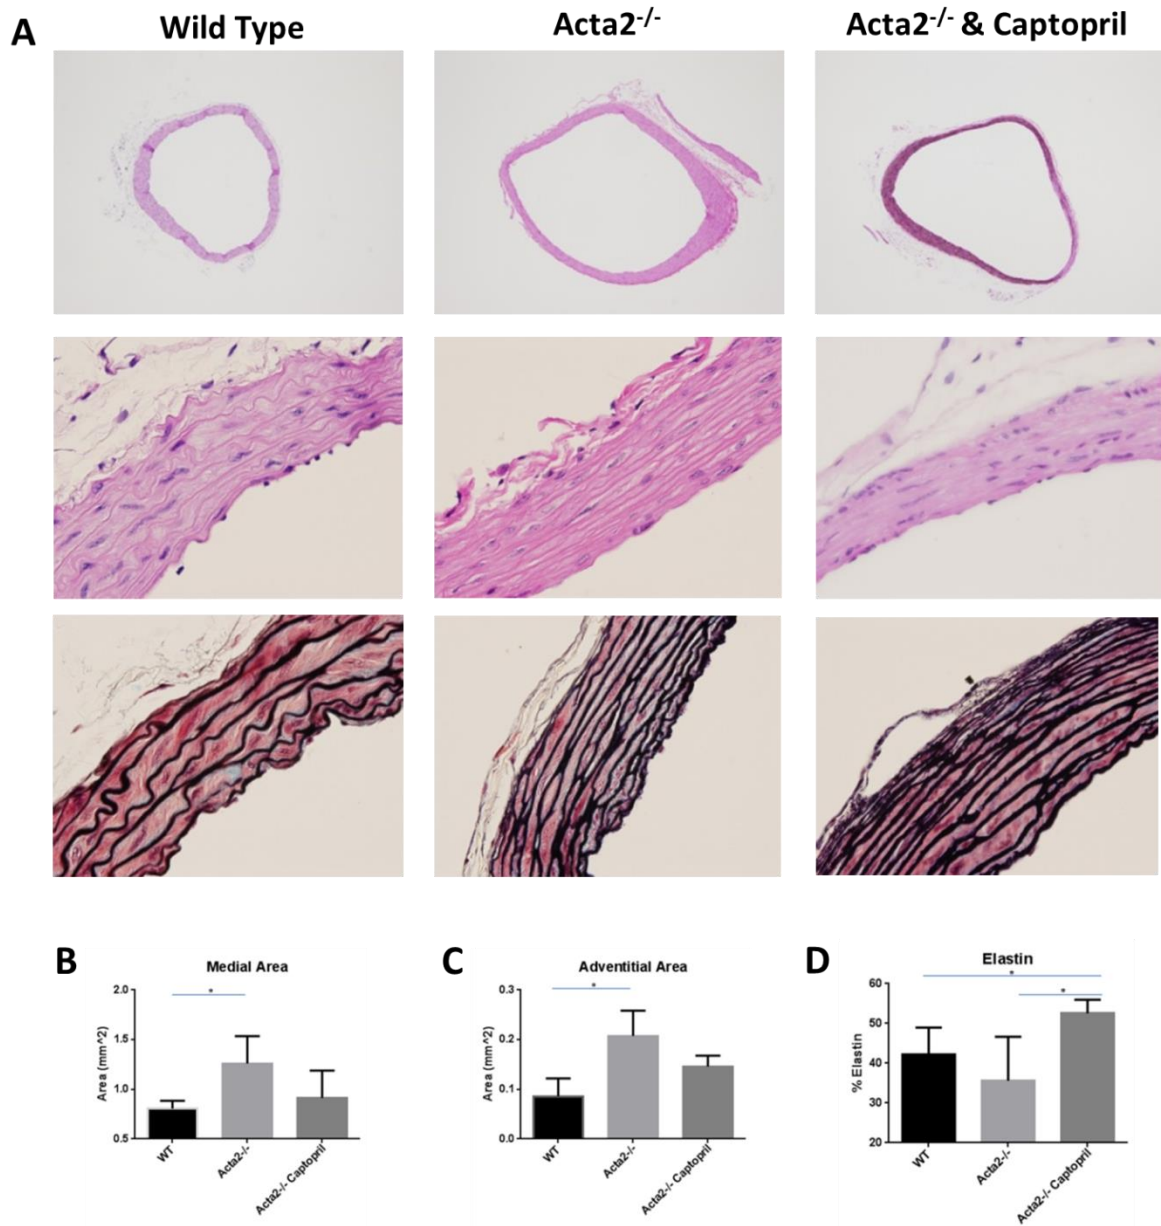 A
Wild Type
Acta2-/-
Acta2-/- & Captopril
B
Medial Area
*
2.0
1.5
1.0
0.5
Area (mm^2)
WT
Acta2-/-
Acta2-/- Captopril
C
Adventitial Area
*
0.3
0.2
0.1
0.0
Area (mm^2)
WT
Acta2-/-
Acta2-/- Captopril
D
Elastin
*
*
60
50
40
30
20
% Elastin
WT
Acta2-/-
Acta2-/- Captopril